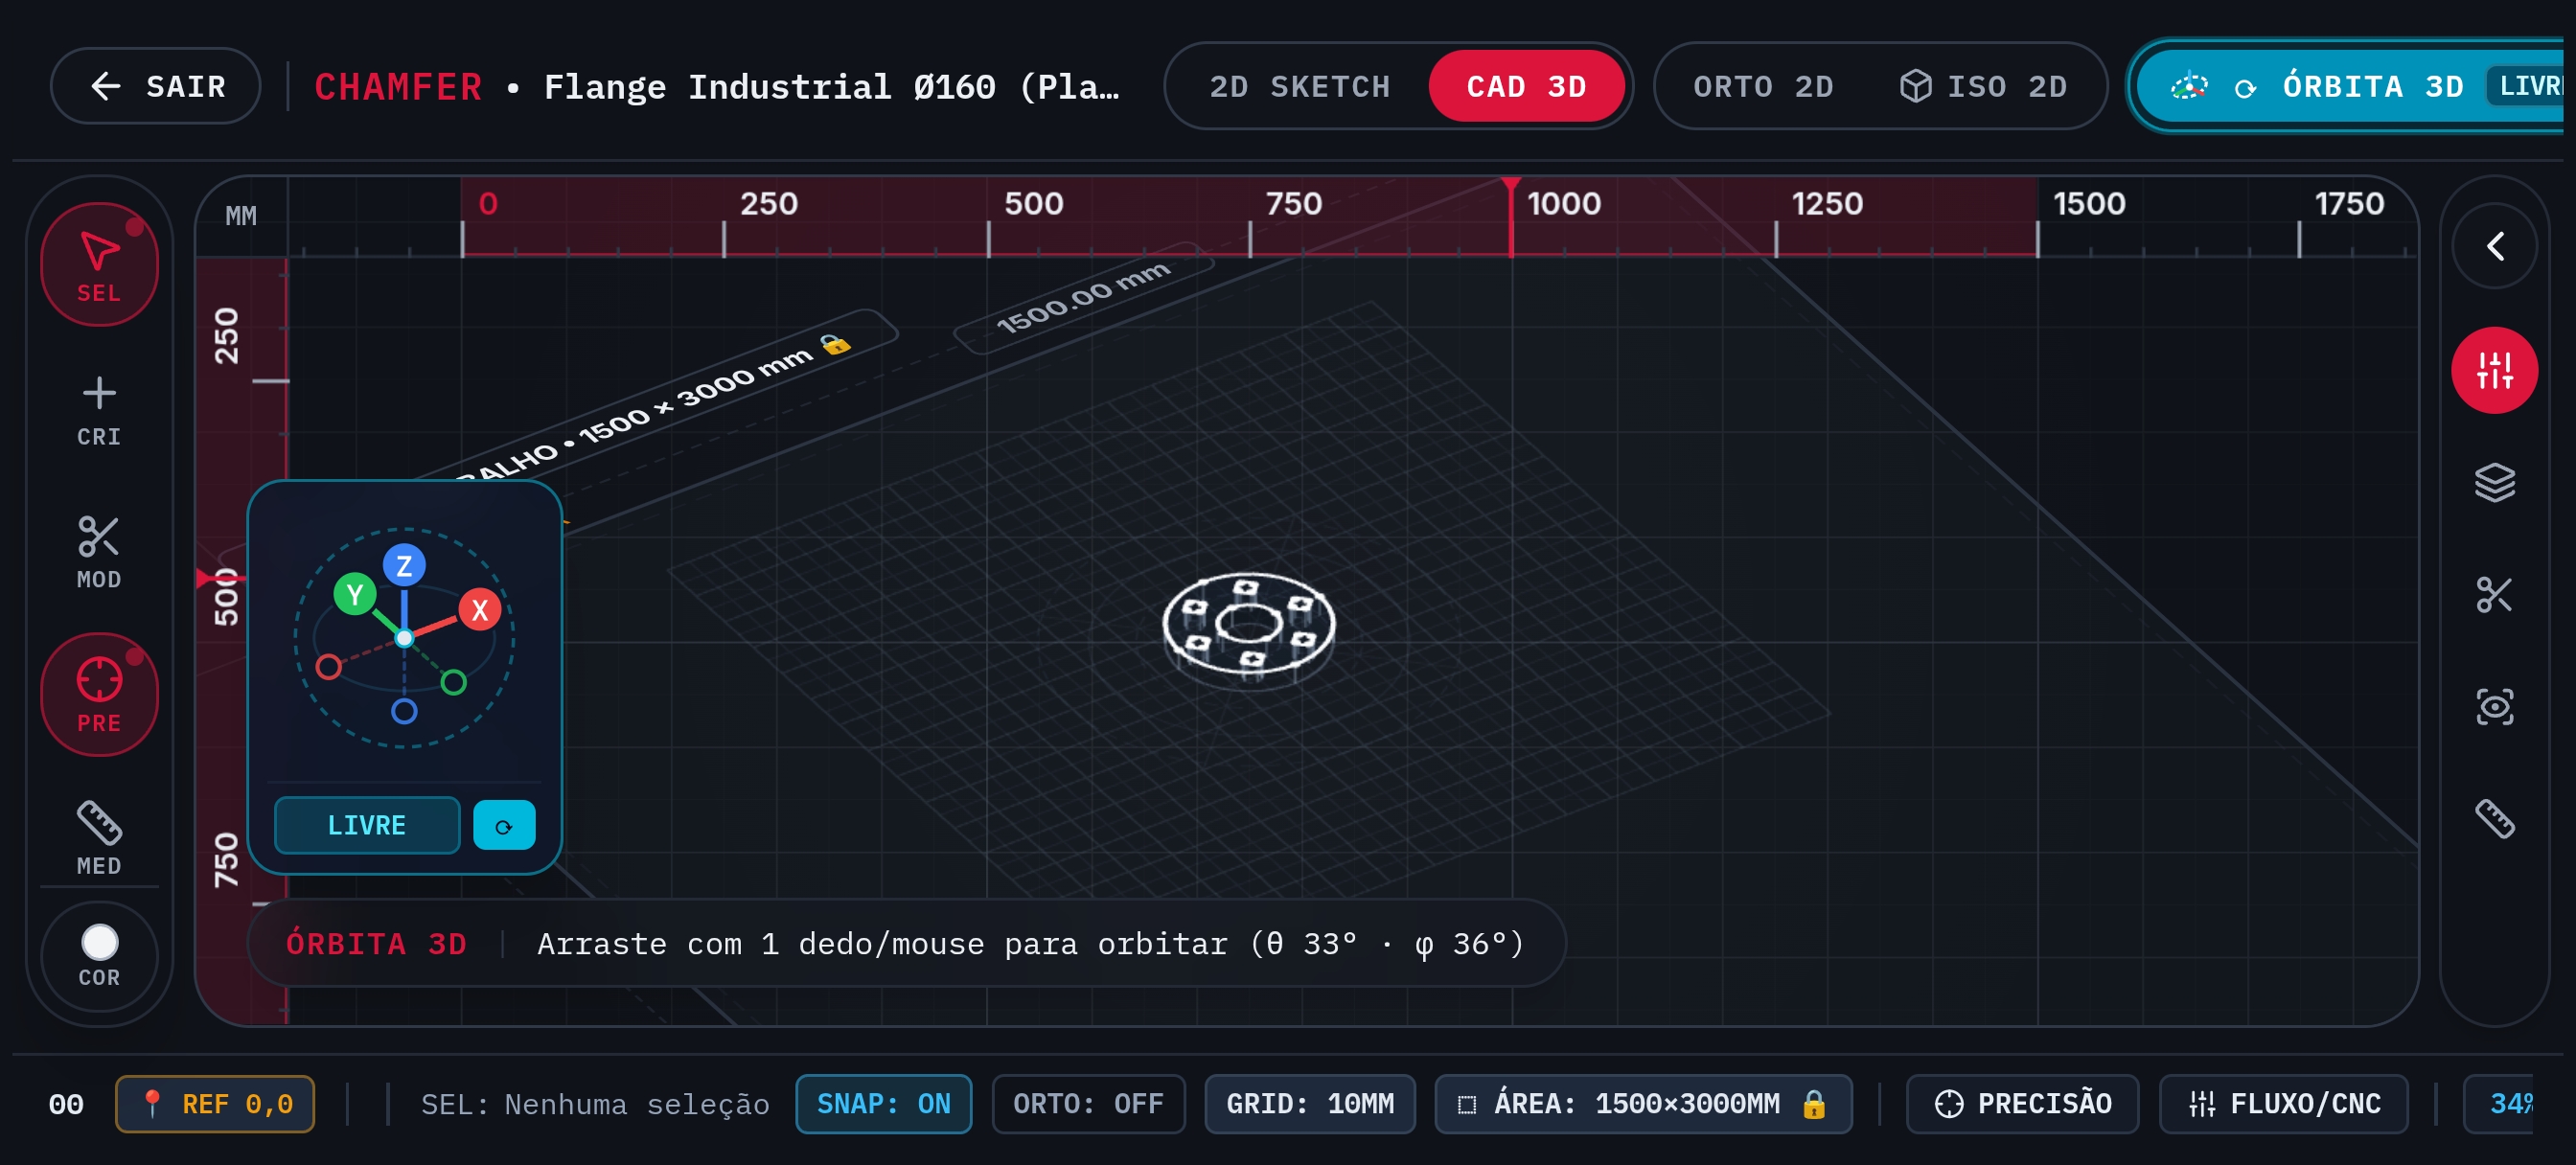 ← SAIR
CHAMFER • Flange Industrial Ø160 (Pla…
2D SKETCH
CAD 3D
ORTO 2D
ISO 2D
⟳ ÓRBITA 3D
MM
0
250
500
750
1000
1250
1500
1750
SEL
CRI
MOD
PRE
MED
COR
250
500
750
1500.00 mm
BALHO • 1500 × 3000 mm 🔒
Z
Y
X
LIVRE
⟳
ÓRBITA 3D
Arraste com 1 dedo/mouse para orbitar (θ 33° · φ 36°)
00
📍 REF 0,0
SEL: Nenhuma seleção
SNAP: ON
ORTO: OFF
GRID: 10MM
ÁREA: 1500×3000MM 🔒
PRECISÃO
FLUXO/CNC
34%